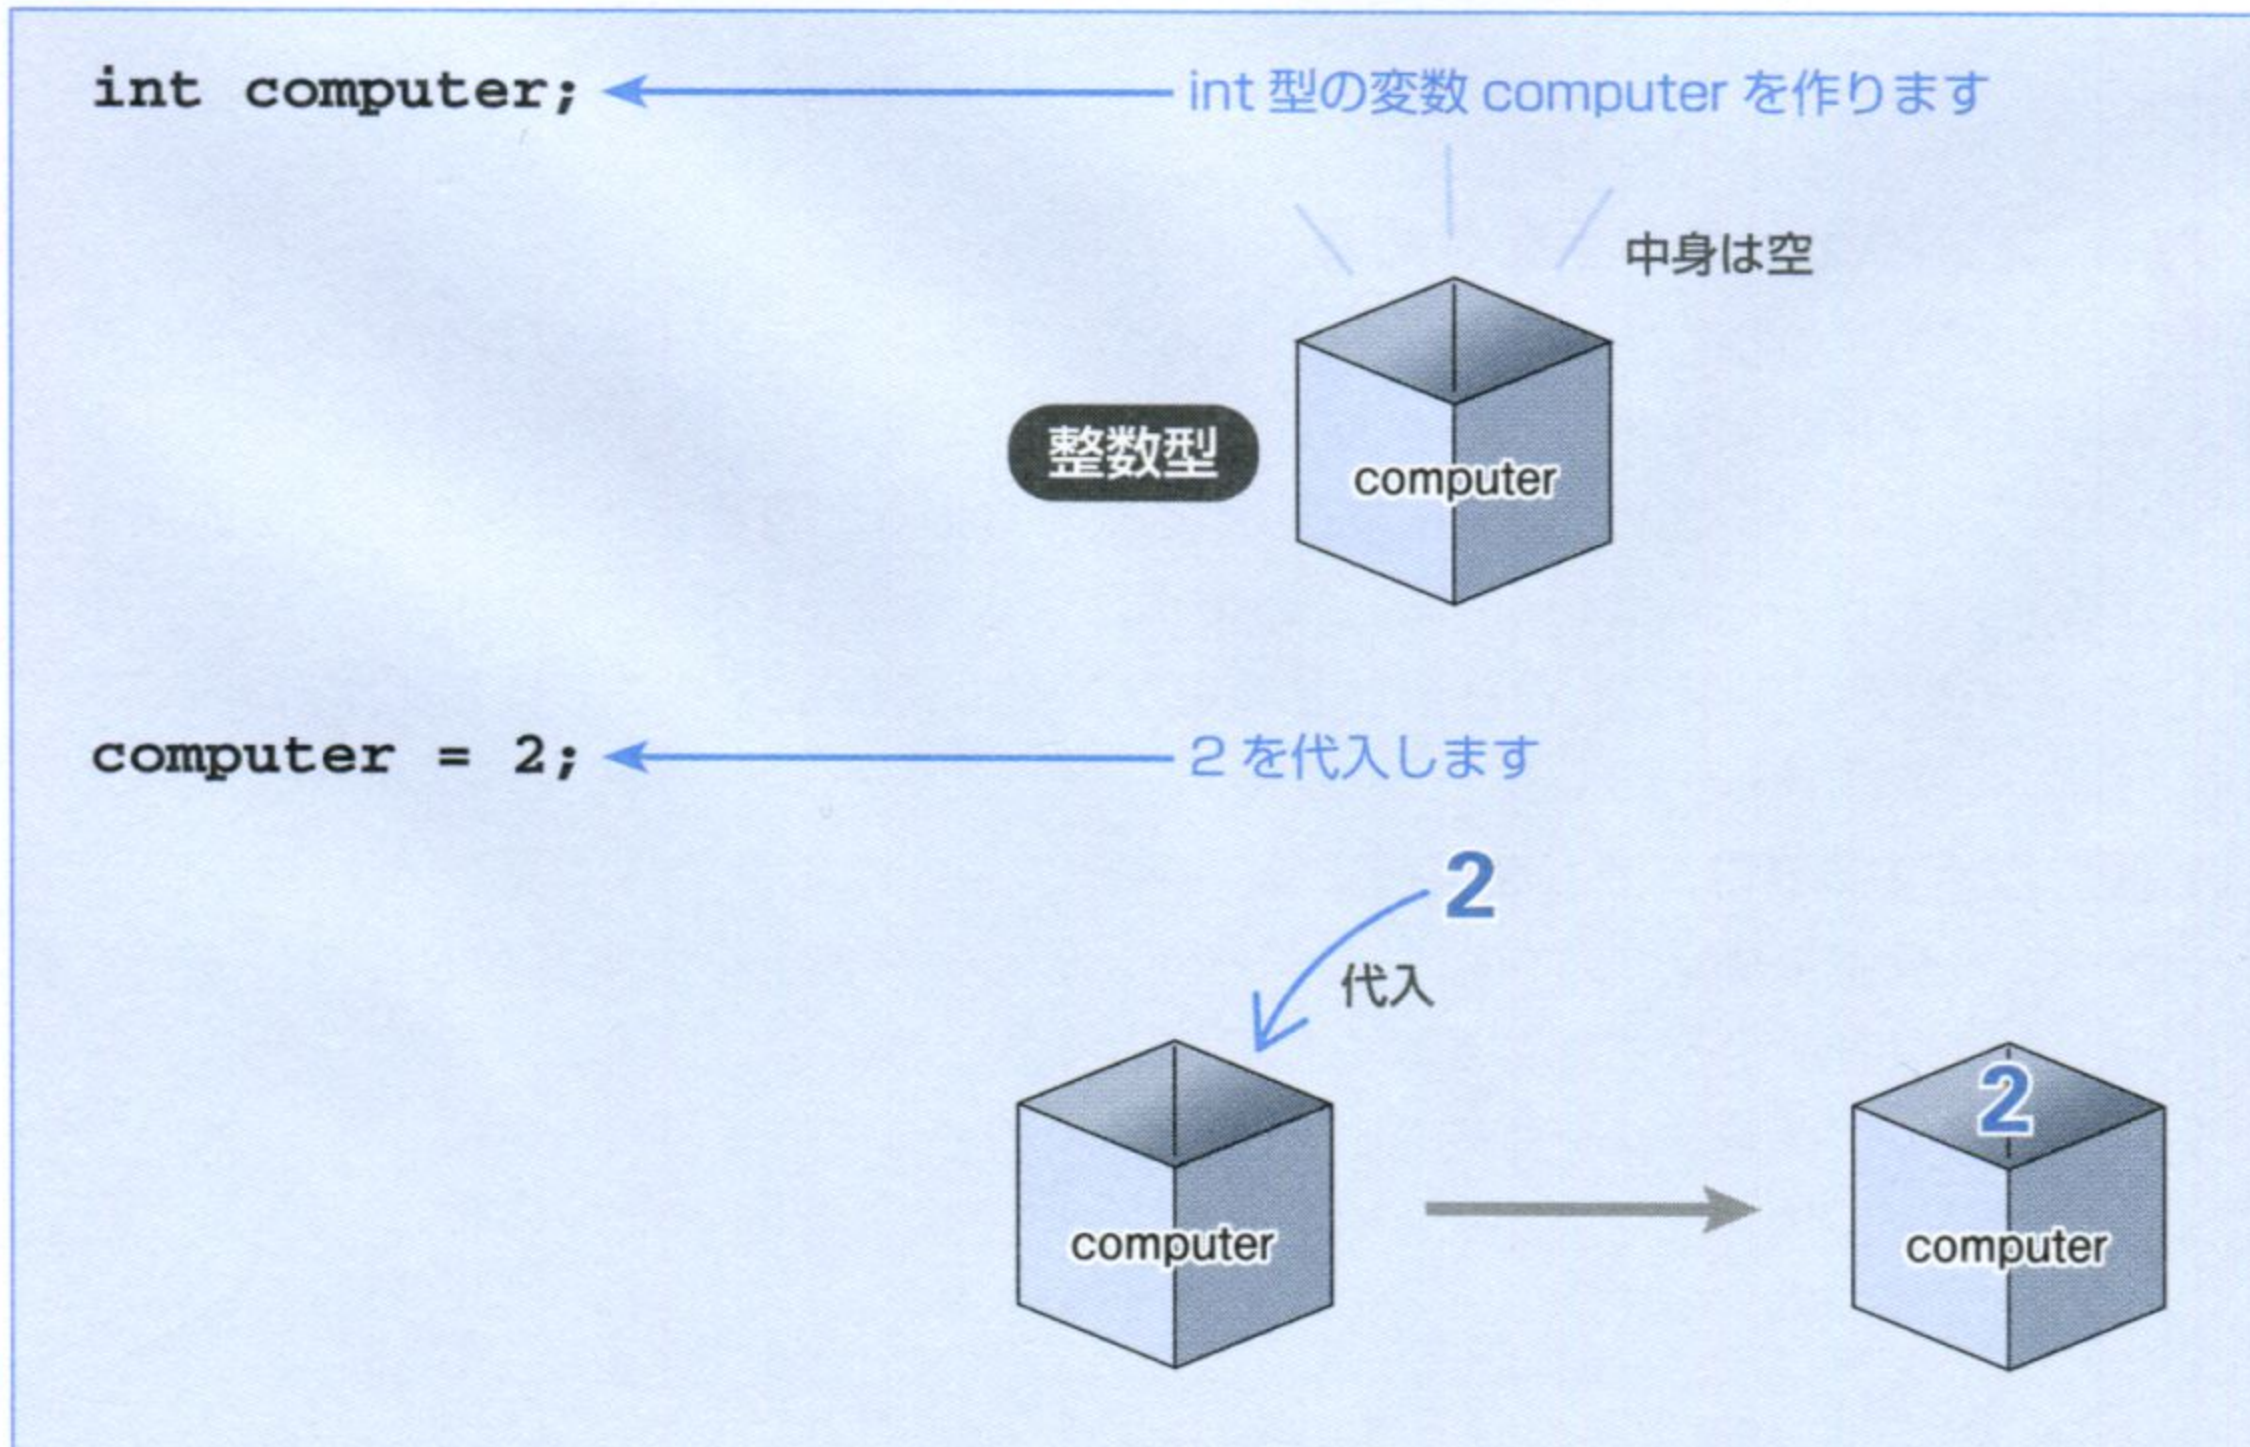 int computer;
int 型の変数 computer を作ります
中身は空
整数型
computer
computer = 2;
2 を代入します
2
代入
2
computer
computer